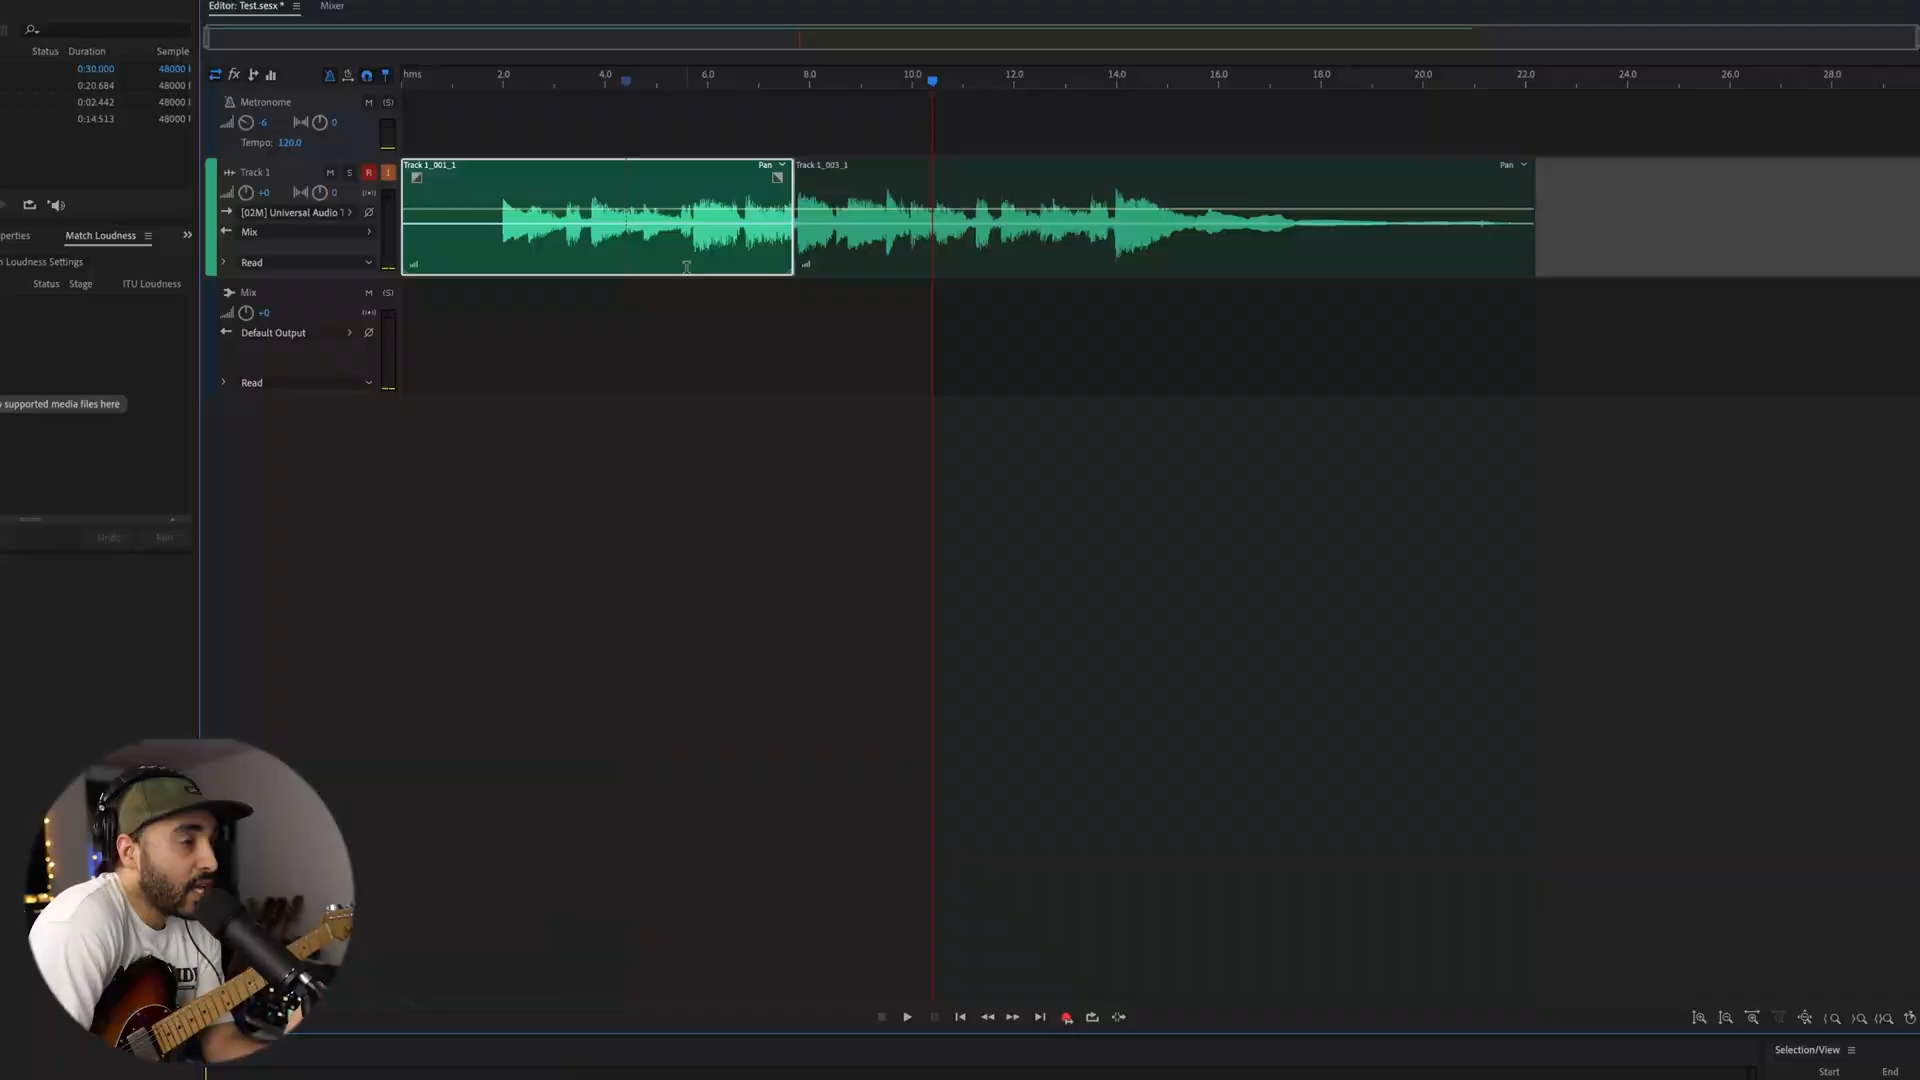 Editor: Test.sesx *
Mixer
Status Duration Sample
0:30.000 48000
0:20.684 48000
0:02.442 48000
0:14.513 48000
hms 2.0 4.0 6.0 8.0 10.0 12.0 14.0 16.0 18.0 20.0 22.0 24.0 26.0 28.0
fx
Metronome M (S)
-6 0
Tempo: 120.0
Track 1_001_1 Pan
Track 1_003_1 Pan
Track 1 M S R I
+0 0
[02M] Universal Audio T
Mix
Read
Mix M (S)
+0
Default Output
Read
perties Match Loudness
h Loudness Settings
Status Stage ITU Loudness
supported media files here
Undo Run
Selection/View
Start End